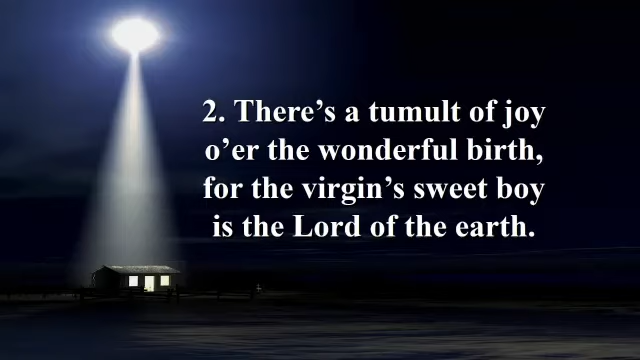 2. There’s a tumult of joy
o’er the wonderful birth,
for the virgin’s sweet boy
is the Lord of the earth.